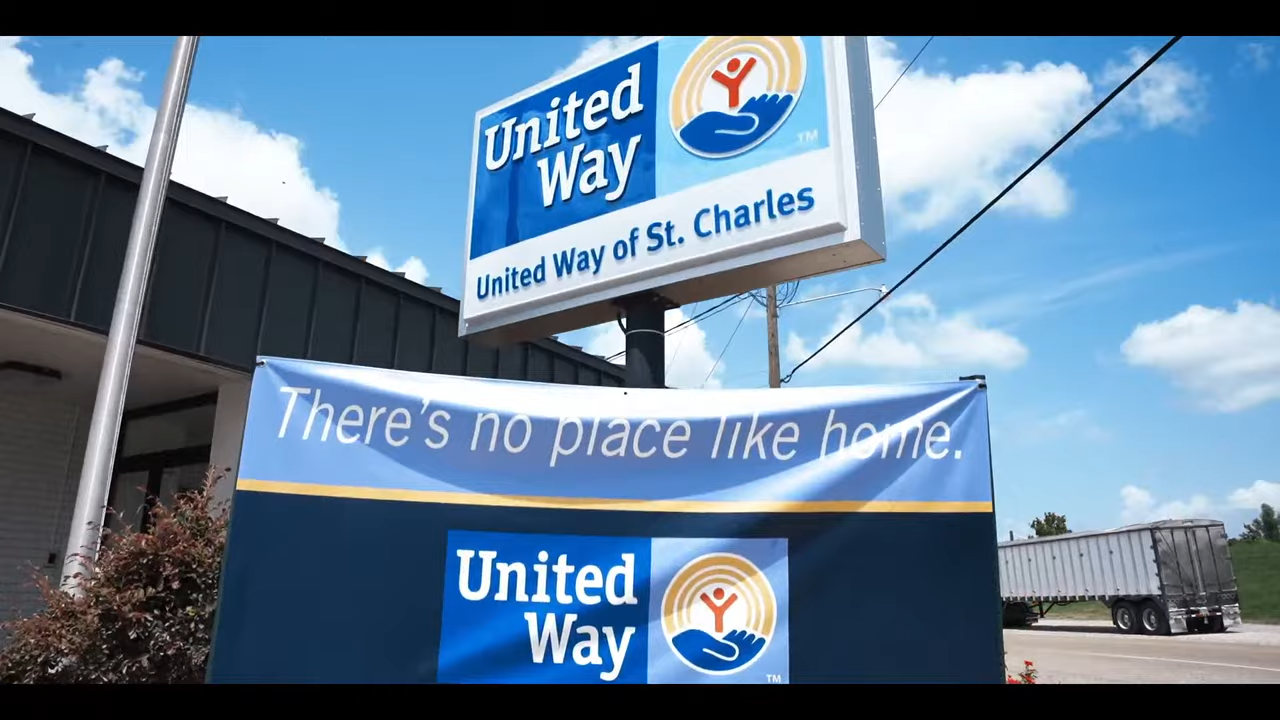 United
Way
TM
United Way of St. Charles
There's no place like home.
United
Way
TM